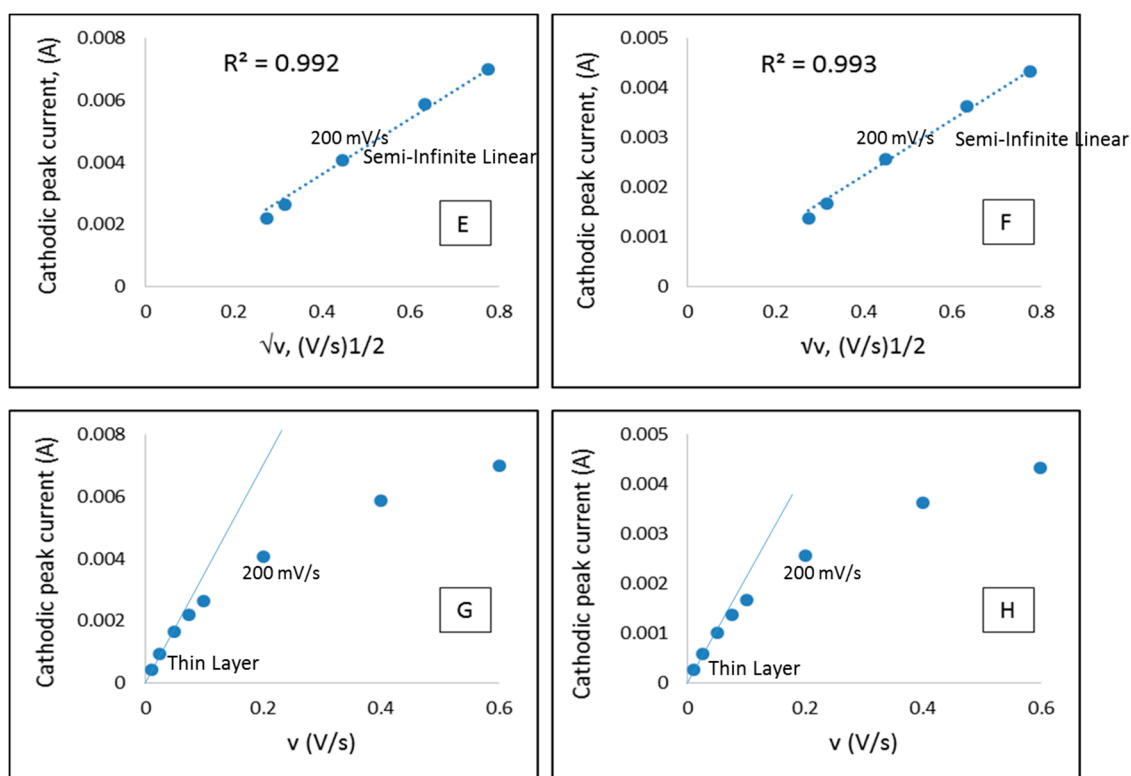 0.008
R² = 0.992
0.006
200 mV/s
Semi-Infinite Linear
0.004
0.002
E
0
0
0.2
0.4
0.6
0.8
Cathodic peak current, (A)
√v, (V/s)1/2
0.005
R² = 0.993
0.004
200 mV/s
Semi-Infinite Linear
0.003
0.002
F
0.001
0
0
0.2
0.4
0.6
0.8
Cathodic peak current, (A)
√v, (V/s)1/2
0.008
0.006
0.004
200 mV/s
0.002
G
Thin Layer
0
0
0.2
0.4
0.6
Cathodic peak current (A)
v (V/s)
0.005
0.004
0.003
0.002
200 mV/s
H
0.001
Thin Layer
0
0
0.2
0.4
0.6
Cathodic peak current (A)
v (V/s)